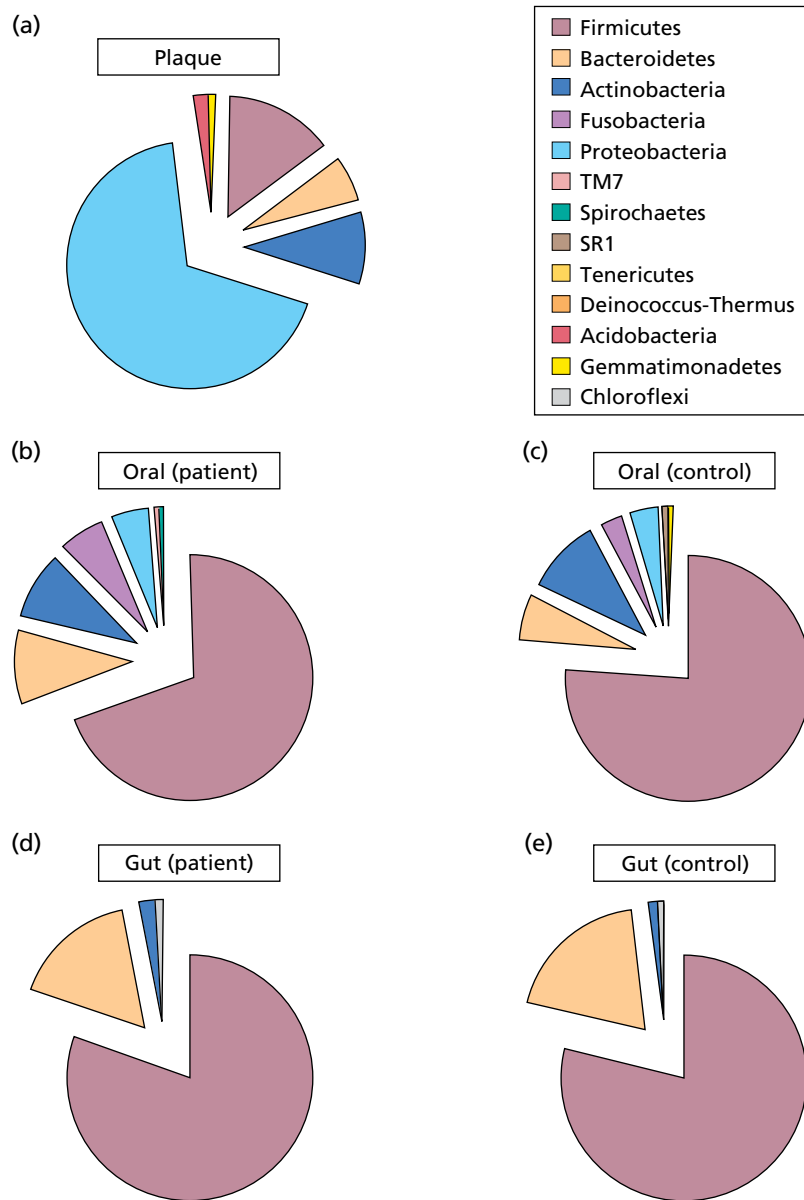 (a)
Plaque
Firmicutes
Bacteroidetes
Actinobacteria
Fusobacteria
Proteobacteria
TM7
Spirochaetes
SR1
Tenericutes
Deinococcus-Thermus
Acidobacteria
Gemmatimonadetes
Chloroflexi
(b)
Oral (patient)
(c)
Oral (control)
(d)
Gut (patient)
(e)
Gut (control)